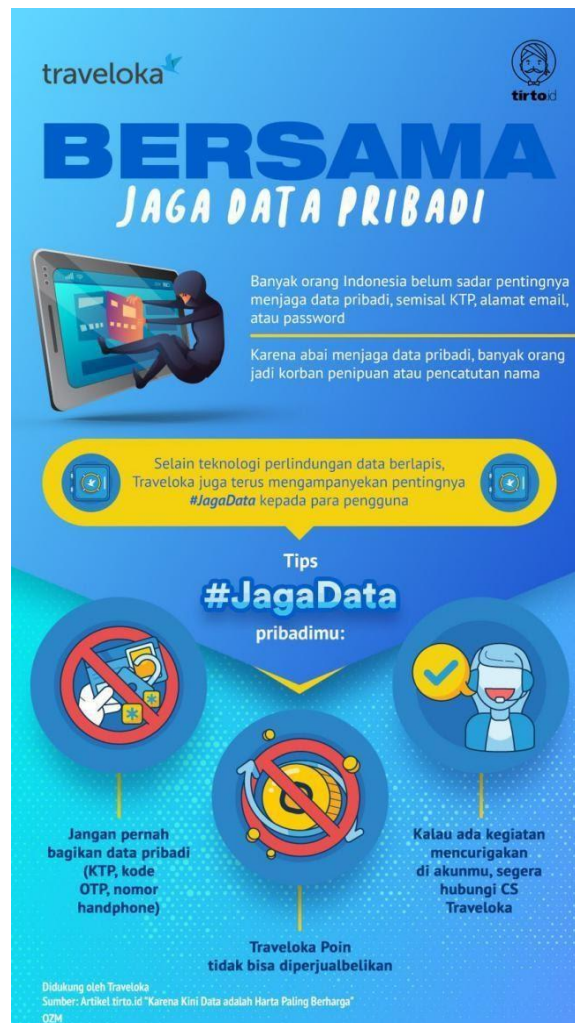 traveloka
tirto.id
BERSAMA
JAGA DATA PRIBADI
Banyak orang Indonesia belum sadar pentingnya
menjaga data pribadi, semisal KTP, alamat email,
atau password
Karena abai menjaga data pribadi, banyak orang
jadi korban penipuan atau pencatutan nama
Selain teknologi perlindungan data berlapis,
Traveloka juga terus mengampanyekan pentingnya
#JagaData kepada para pengguna
Tips
#JagaData
pribadimu:
Jangan pernah
bagikan data pribadi
(KTP, kode
OTP, nomor
handphone)
Traveloka Poin
tidak bisa diperjualbelikan
Kalau ada kegiatan
mencurigakan
di akunmu, segera
hubungi CS
Traveloka
Didukung oleh Traveloka
Sumber: Artikel tirto.id "Karena Kini Data adalah Harta Paling Berharga"
OZM